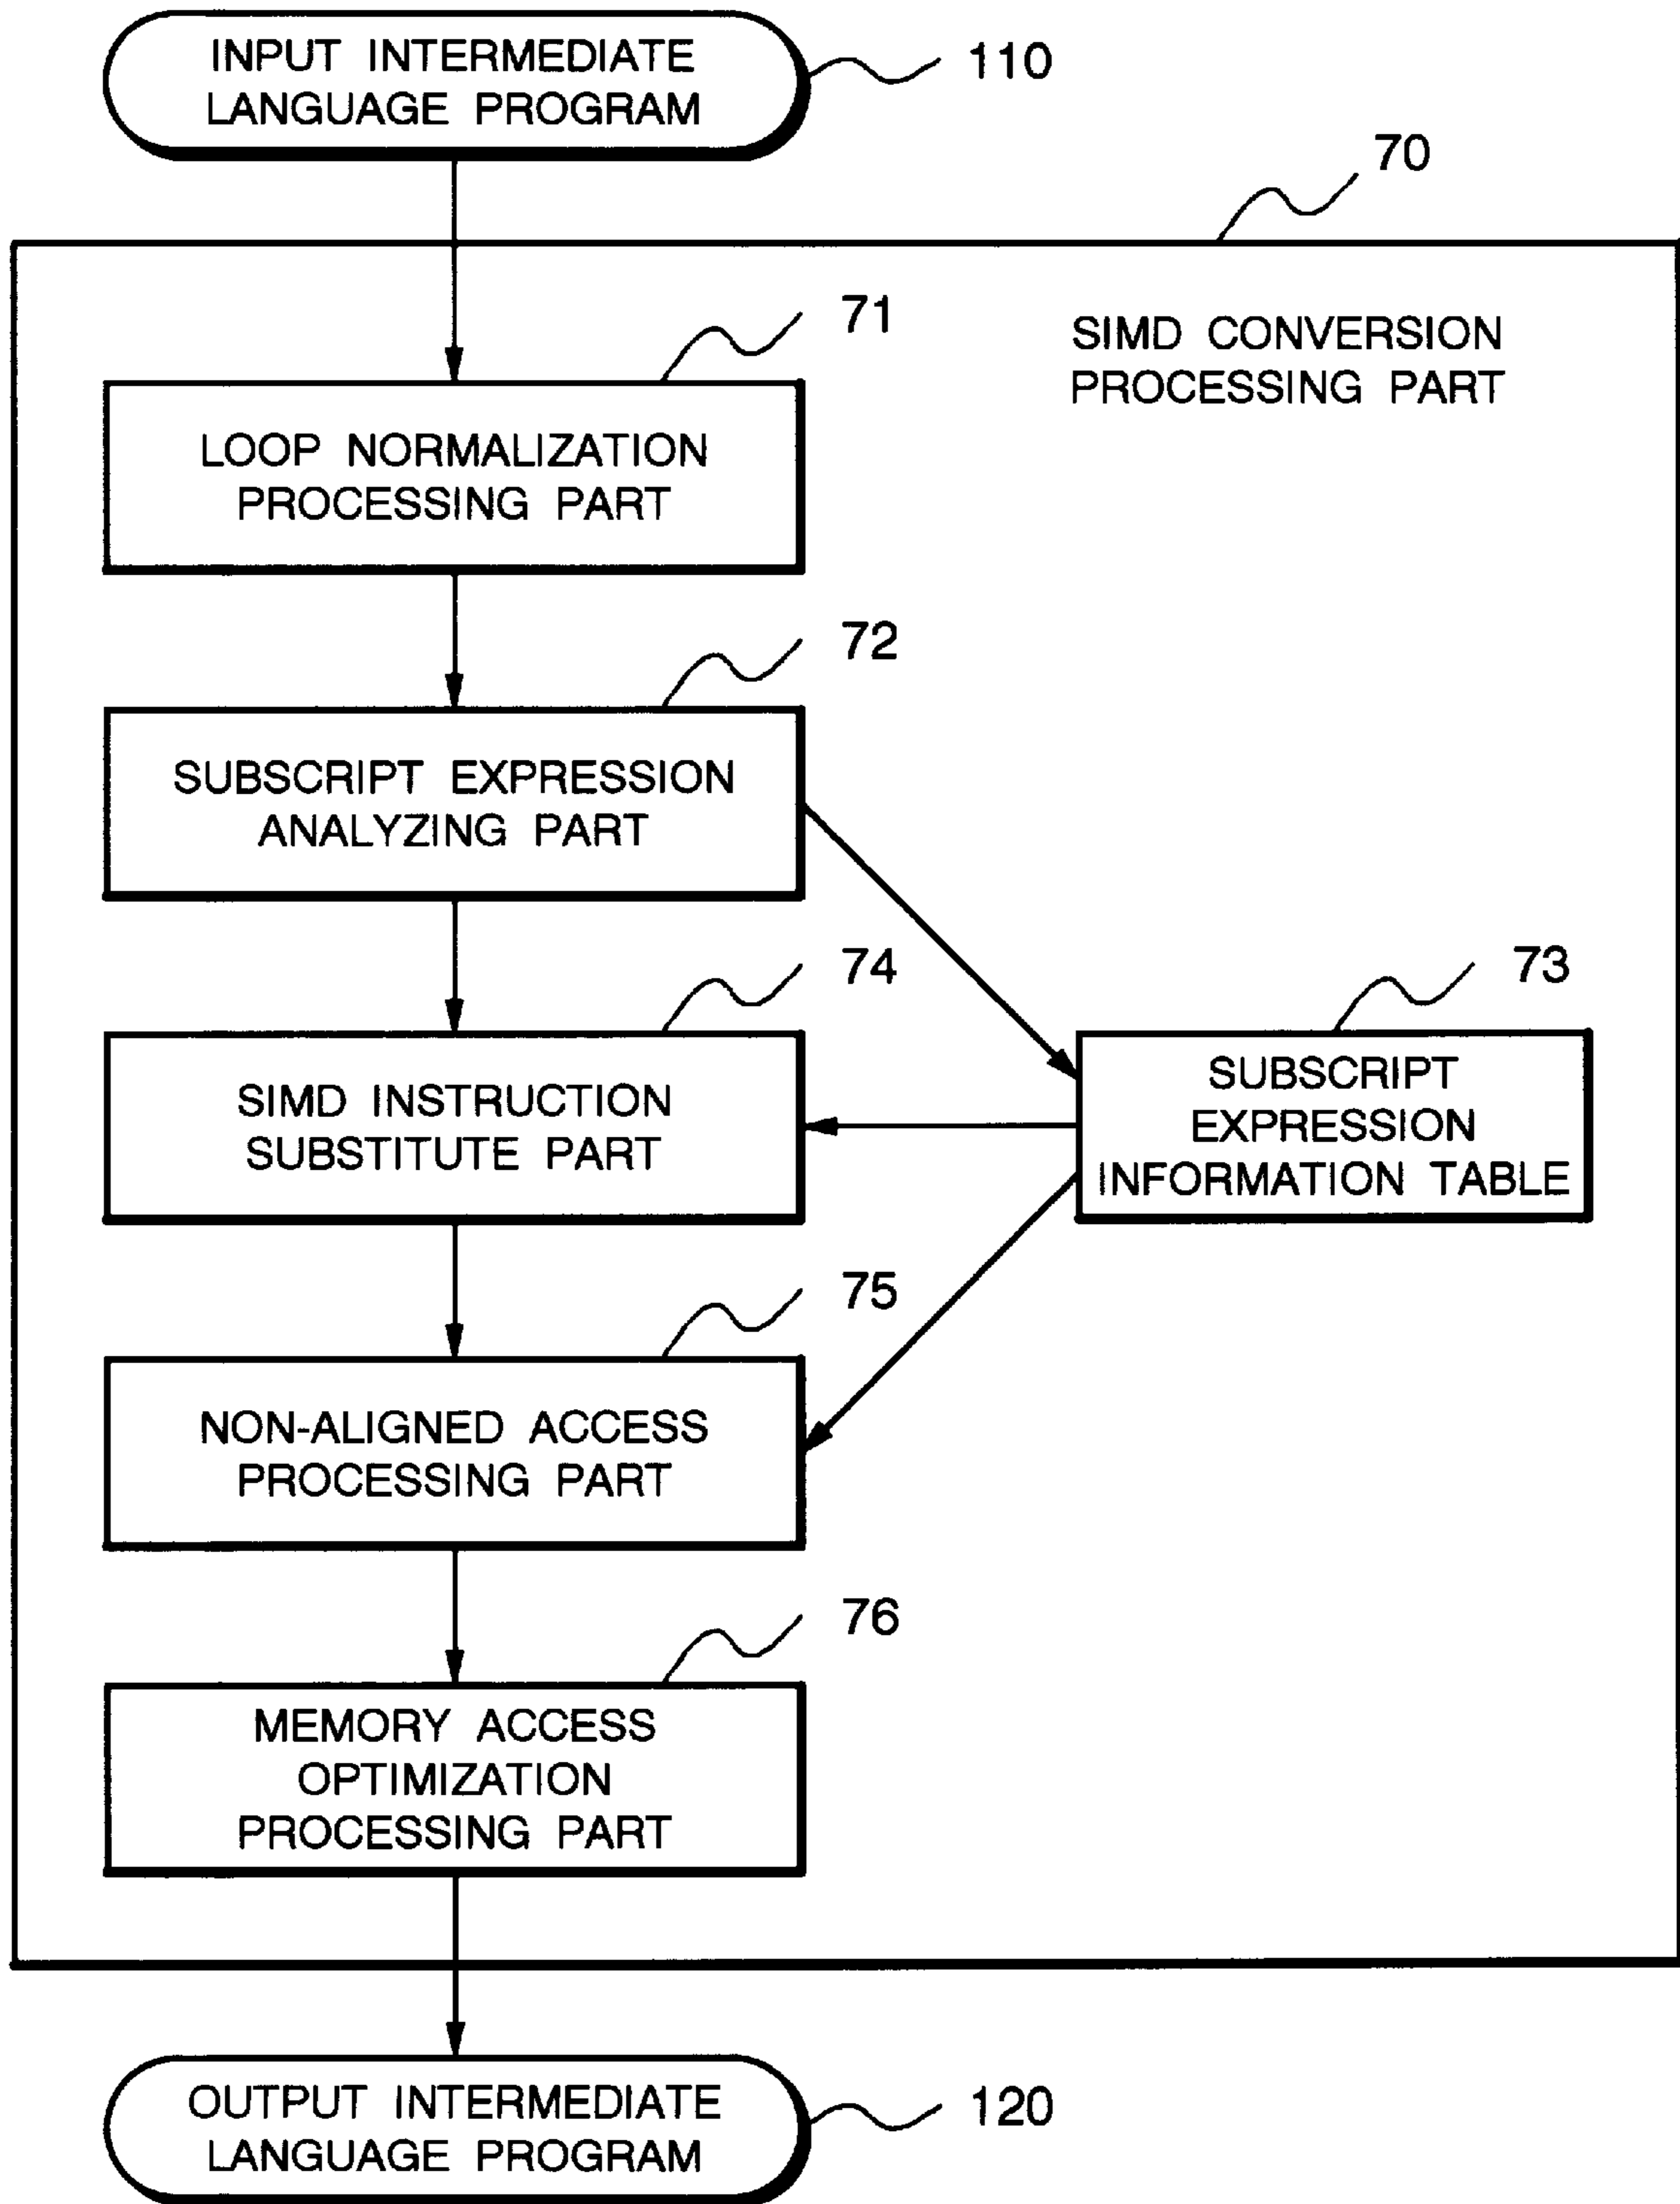 INPUT INTERMEDIATE
LANGUAGE PROGRAM
110
70
SIMD CONVERSION
PROCESSING PART
71
LOOP NORMALIZATION
PROCESSING PART
72
SUBSCRIPT EXPRESSION
ANALYZING PART
74
SIMD INSTRUCTION
SUBSTITUTE PART
73
SUBSCRIPT
EXPRESSION
INFORMATION TABLE
75
NON-ALIGNED ACCESS
PROCESSING PART
76
MEMORY ACCESS
OPTIMIZATION
PROCESSING PART
OUTPUT INTERMEDIATE
LANGUAGE PROGRAM
120